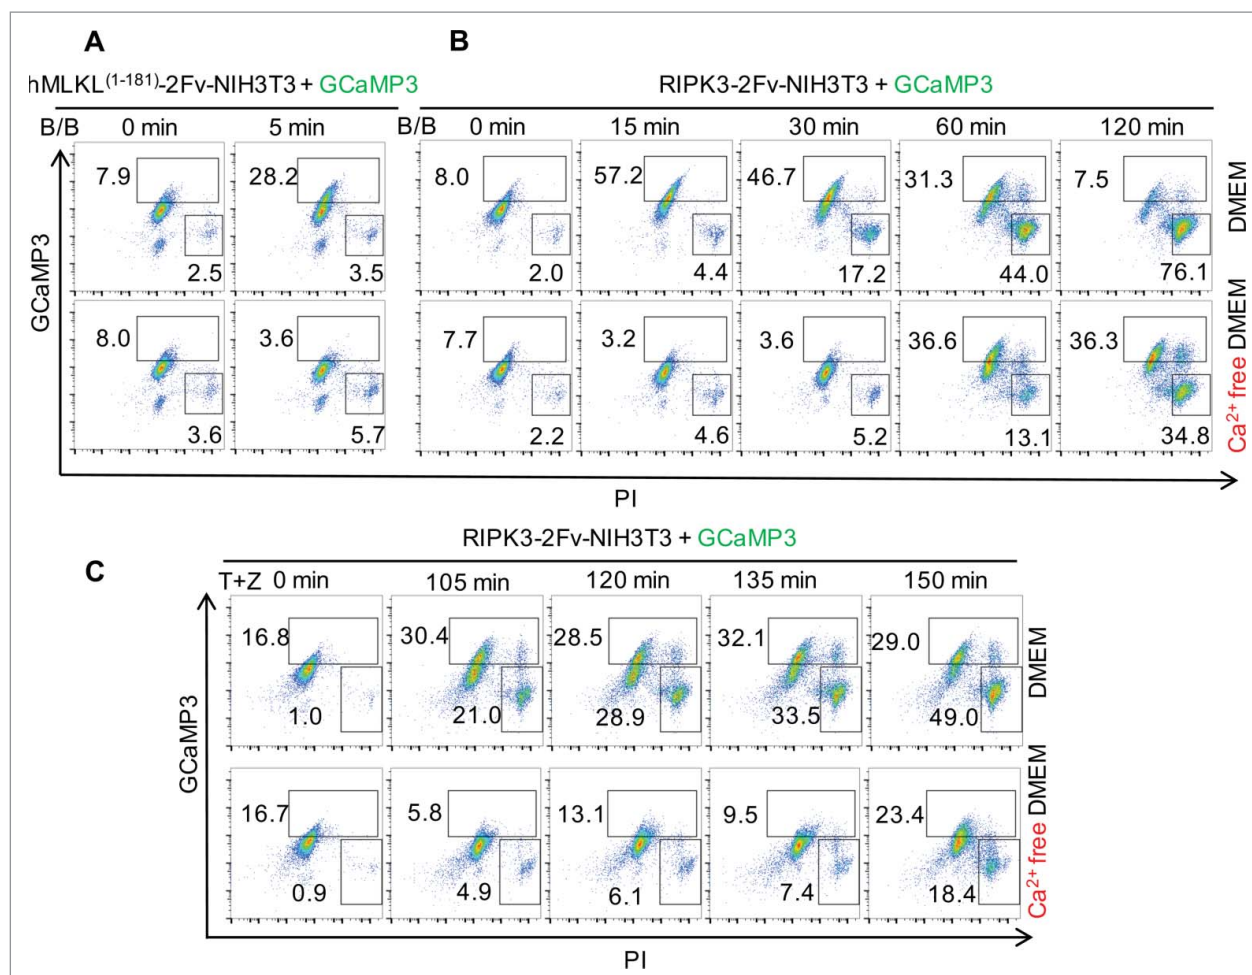 A
B
hMLKL(1-181)-2Fv-NIH3T3 + GCaMP3
RIPK3-2Fv-NIH3T3 + GCaMP3
B/B 0 min 5 min
B/B 0 min 15 min 30 min 60 min 120 min
7.9 28.2 8.0 57.2 46.7 31.3 7.5
2.5 3.5 2.0 4.4 17.2 44.0 76.1
DMEM
8.0 3.6 7.7 3.2 3.6 36.6 36.3
3.6 5.7 2.2 4.6 5.2 13.1 34.8
Ca2+ free DMEM
GCaMP3
PI
RIPK3-2Fv-NIH3T3 + GCaMP3
C
T+Z 0 min 105 min 120 min 135 min 150 min
16.8 30.4 28.5 32.1 29.0
1.0 21.0 28.9 33.5 49.0
DMEM
16.7 5.8 13.1 9.5 23.4
0.9 4.9 6.1 7.4 18.4
Ca2+ free DMEM
GCaMP3
PI